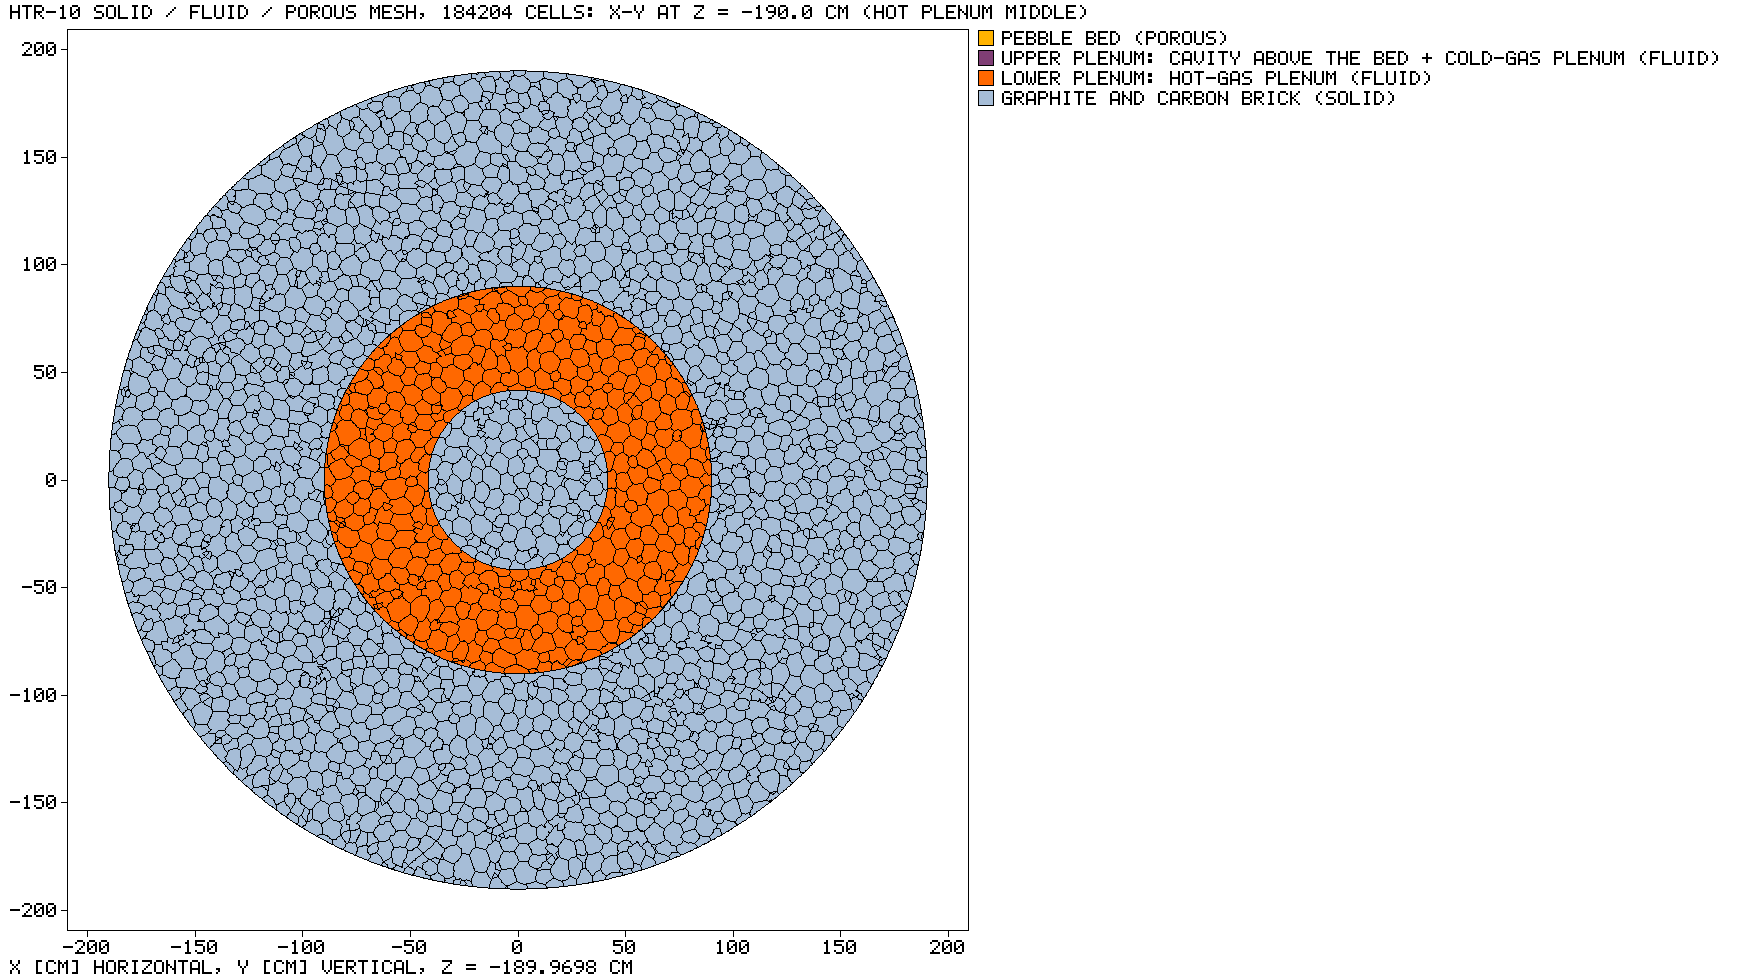 HTR-10 SOLID / FLUID / POROUS MESH, 184204 CELLS: X-Y AT Z = -190.0 CM (HOT PLENUM MIDDLE)
PEBBLE BED (POROUS)
UPPER PLENUM: CAVITY ABOVE THE BED + COLD-GAS PLENUM (FLUID)
LOWER PLENUM: HOT-GAS PLENUM (FLUID)
GRAPHITE AND CARBON BRICK (SOLID)
200
150
100
50
0
-50
-100
-150
-200
-200 -150 -100 -50 0 50 100 150 200
X [CM] HORIZONTAL, Y [CM] VERTICAL, Z = -189.9698 CM